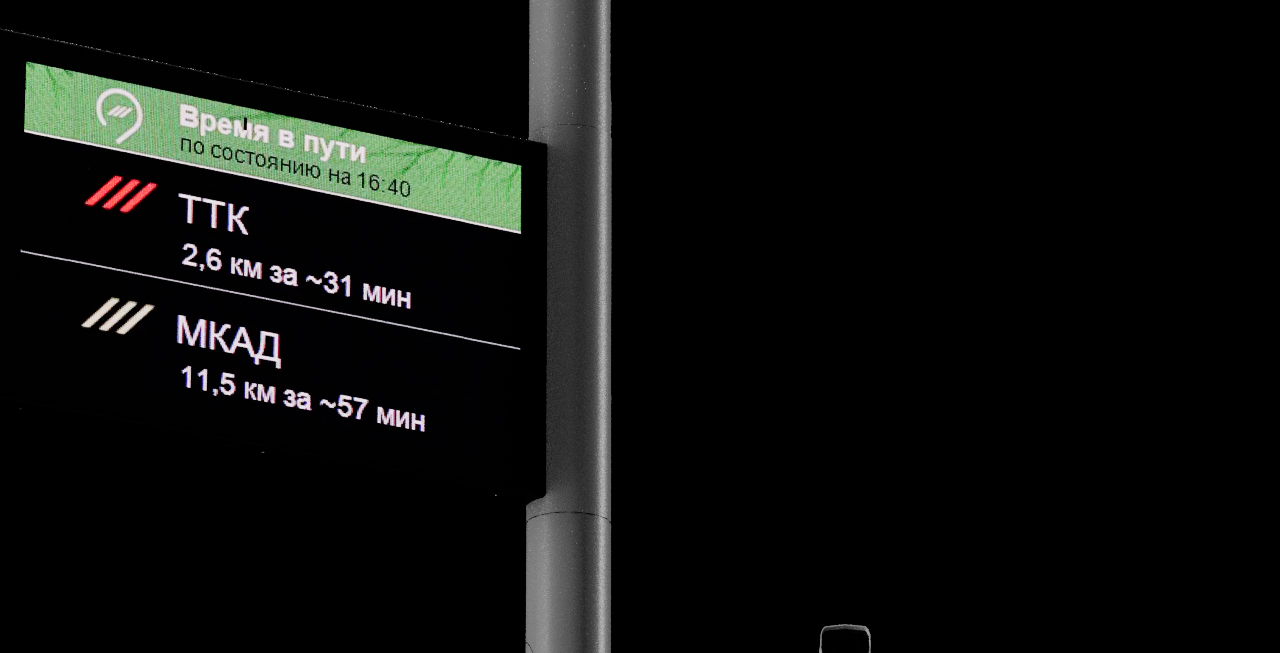 Время в пути
по состоянию на 16:40
ТТК
2,6 км за ~31 мин
МКАД
11,5 км за ~57 мин